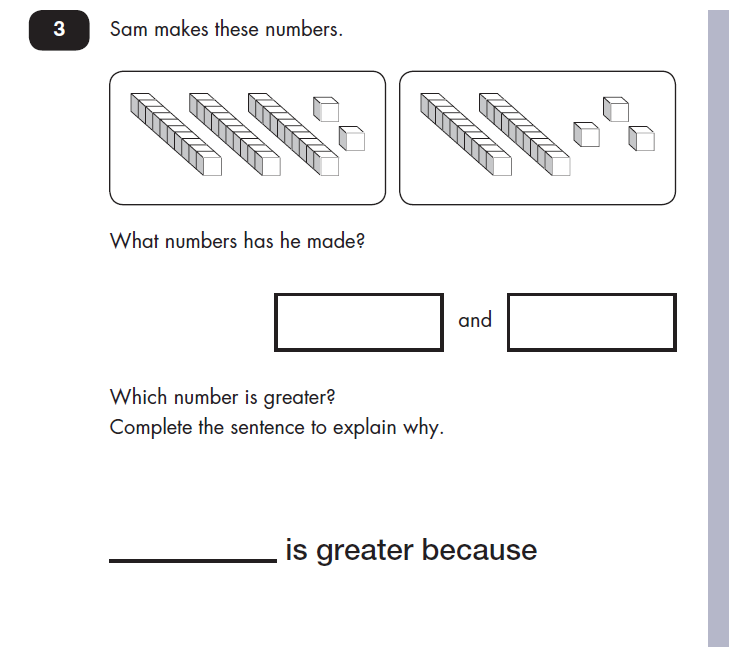 3
Sam makes these numbers.
What numbers has he made?
and
Which number is greater?
Complete the sentence to explain why.
is greater because